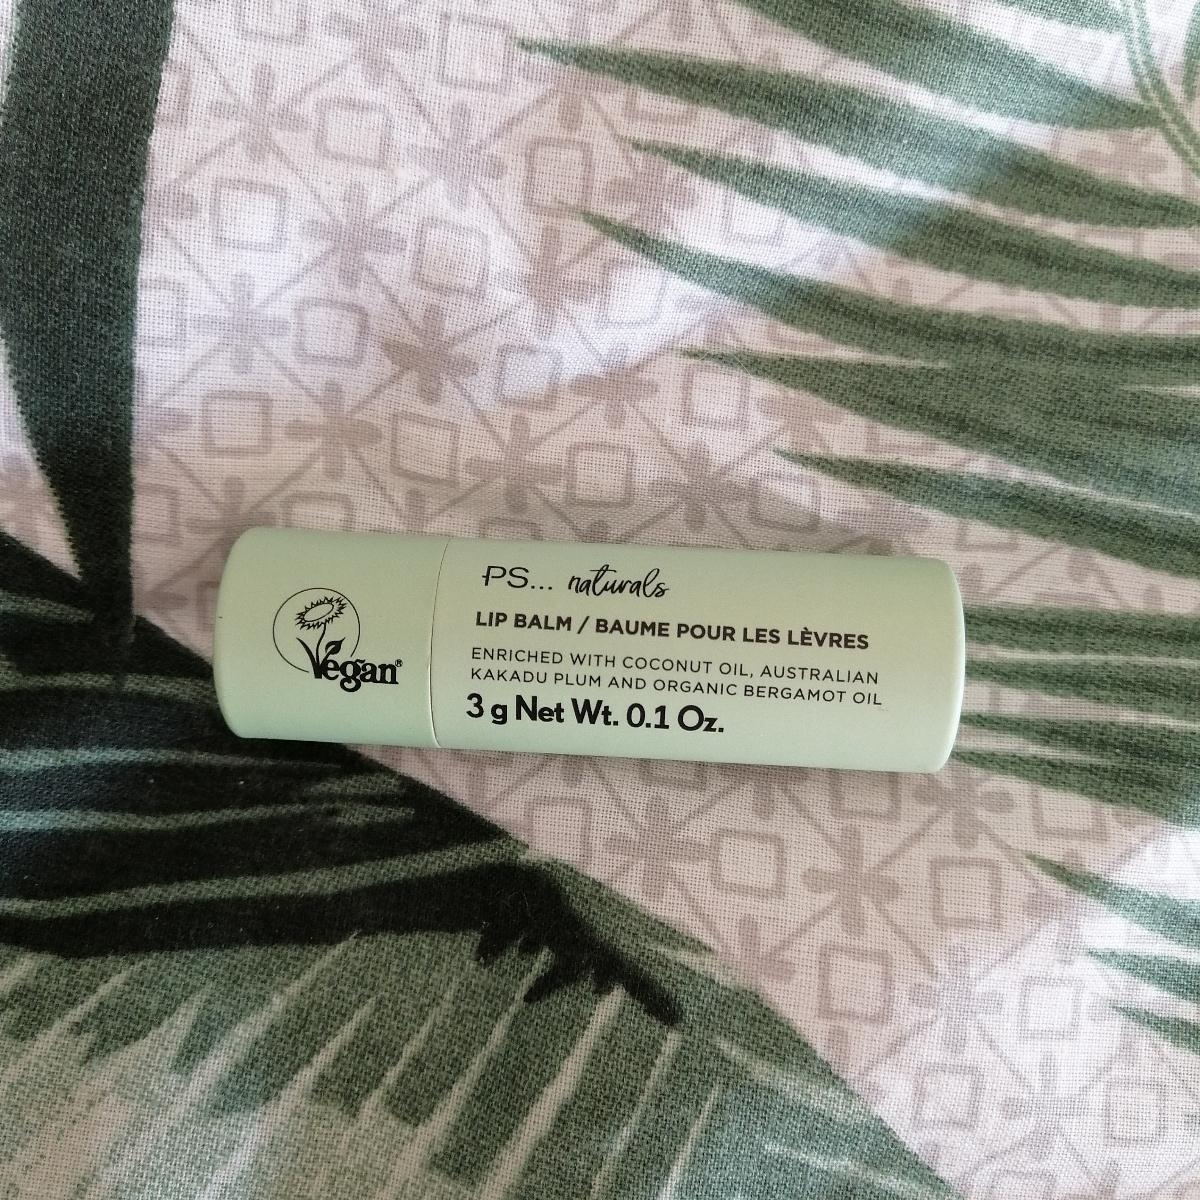 Vegan®
PS... naturals
LIP BALM / BAUME POUR LES LÈVRES
ENRICHED WITH COCONUT OIL, AUSTRALIAN
KAKADU PLUM AND ORGANIC BERGAMOT OIL
3 g Net Wt. 0.1 Oz.